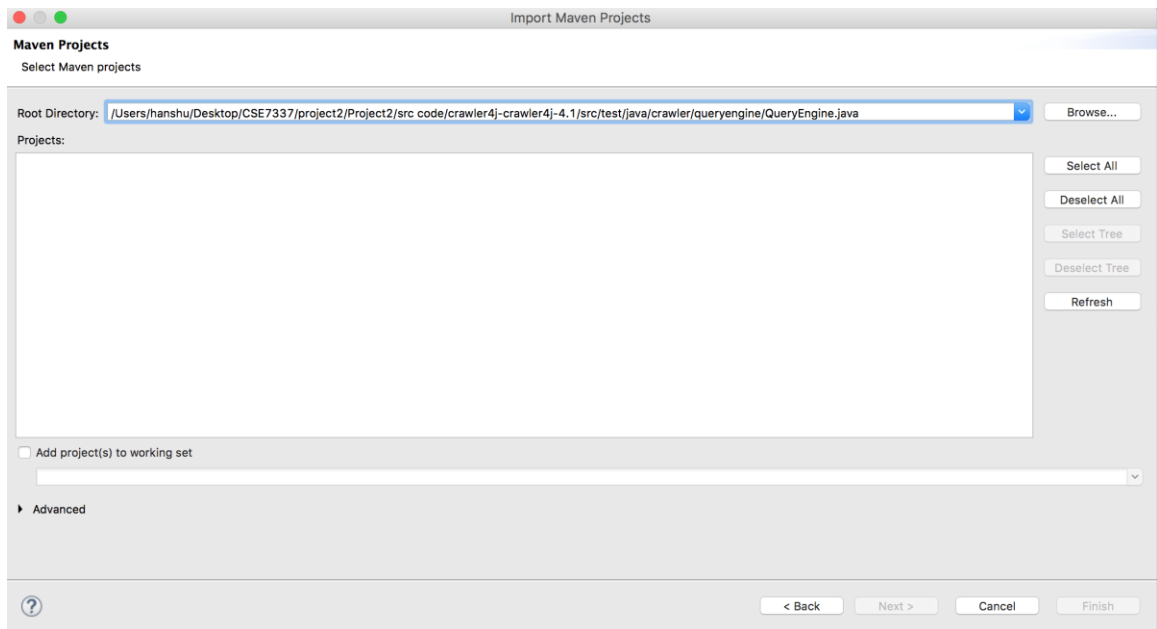 Import Maven Projects
Maven Projects
Select Maven projects
Root Directory: /Users/hanshu/Desktop/CSE7337/project2/Project2/src code/crawler4j-crawler4j-4.1/src/test/java/crawler/queryengine/QueryEngine.java Browse...
Projects:
Select All
Deselect All
Select Tree
Deselect Tree
Refresh
Add project(s) to working set
Advanced
? < Back Next > Cancel Finish